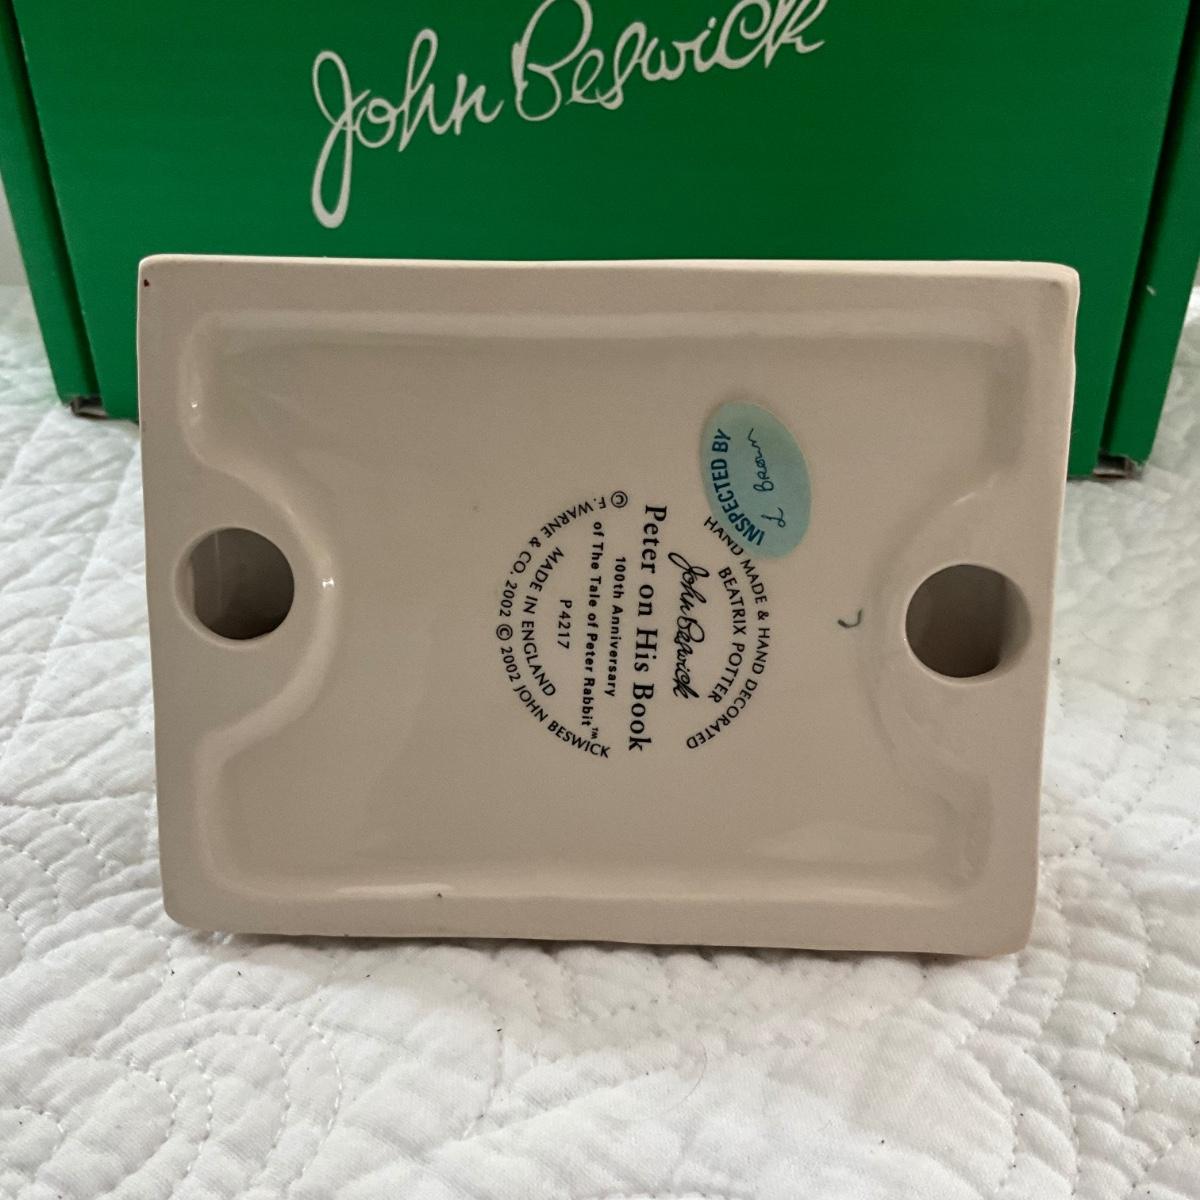 John Beswick
INSPECTED BY
L Brown
HAND MADE & HAND DECORATED
BEATRIX POTTER
John Beswick
Peter on His Book
100th Anniversary
of The Tale of Peter Rabbit™
P4217
MADE IN ENGLAND
© F. WARNE & CO. 2002 © 2002 JOHN BESWICK